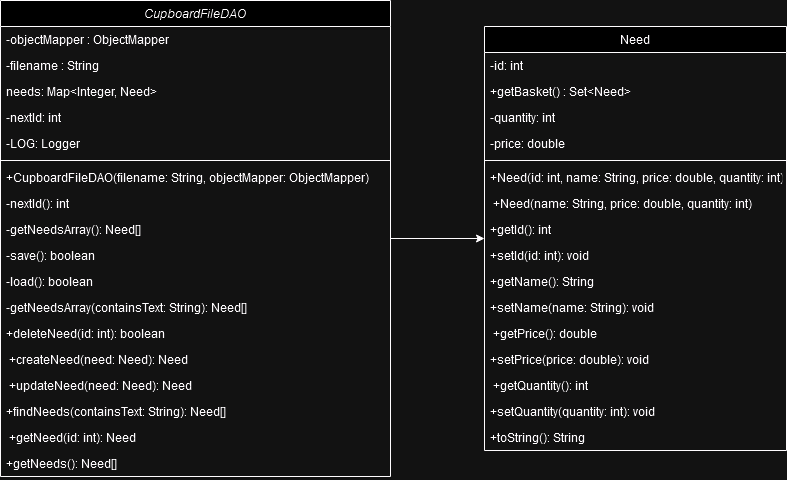 CupboardFileDAO
-objectMapper : ObjectMapper
-filename : String
needs: Map<Integer, Need>
-nextId: int
-LOG: Logger
+CupboardFileDAO(filename: String, objectMapper: ObjectMapper)
-nextId(): int
-getNeedsArray(): Need[]
-save(): boolean
-load(): boolean
-getNeedsArray(containsText: String): Need[]
+deleteNeed(id: int): boolean
+createNeed(need: Need): Need
+updateNeed(need: Need): Need
+findNeeds(containsText: String): Need[]
+getNeed(id: int): Need
+getNeeds(): Need[]
Need
-id: int
+getBasket() : Set<Need>
-quantity: int
-price: double
+Need(id: int, name: String, price: double, quantity: int)
+Need(name: String, price: double, quantity: int)
+getId(): int
+setId(id: int): void
+getName(): String
+setName(name: String): void
+getPrice(): double
+setPrice(price: double): void
+getQuantity(): int
+setQuantity(quantity: int): void
+toString(): String